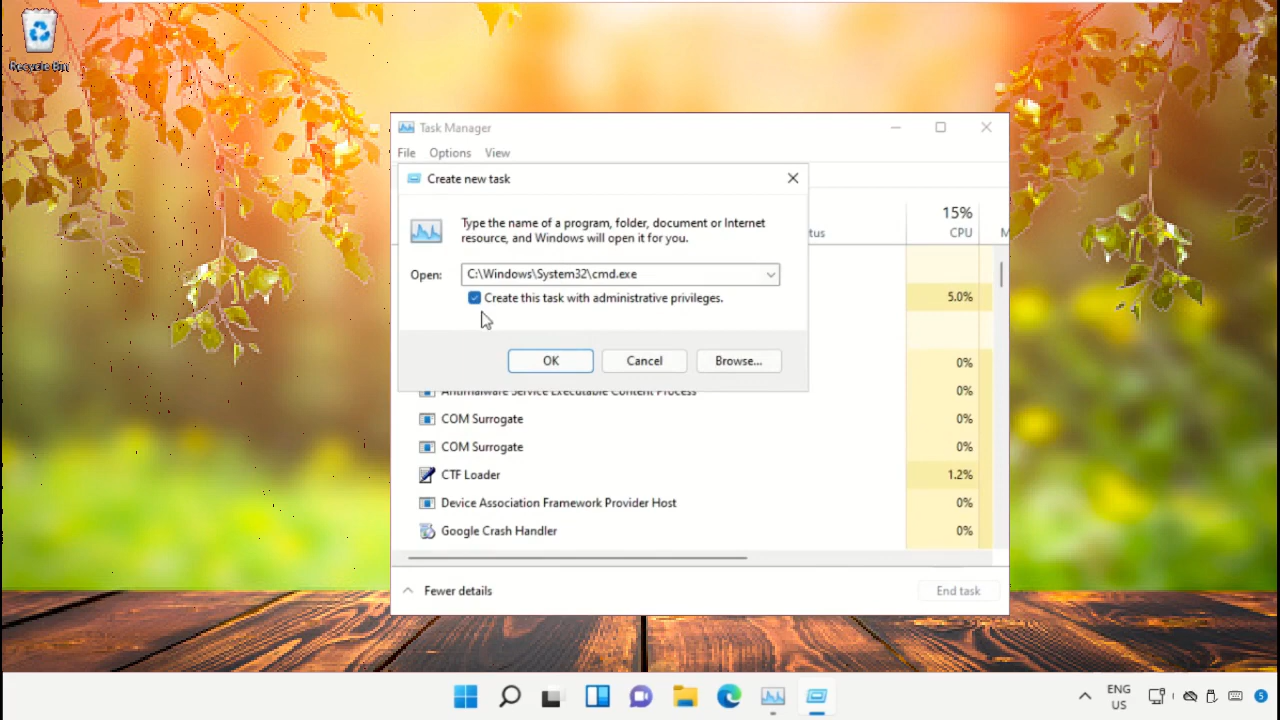 Recycle Bin
Task Manager
File Options View
Create new task
Type the name of a program, folder, document or Internet
resource, and Windows will open it for you.
Open: C:\Windows\System32\cmd.exe
Create this task with administrative privileges.
OK Cancel Browse...
15%
tus CPU M
5.0%
0%
Antimalware Service Executable Content Process 0%
COM Surrogate 0%
COM Surrogate 0%
CTF Loader 1.2%
Device Association Framework Provider Host 0%
Google Crash Handler 0%
Fewer details End task
ENG
US
5